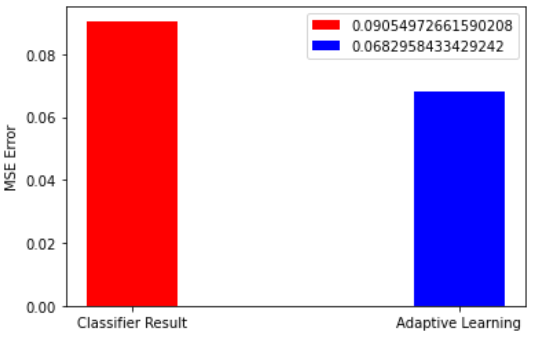 0.09054972661590208
0.0682958433429242
MSE Error
0.08
0.06
0.04
0.02
0.00
Classifier Result
Adaptive Learning